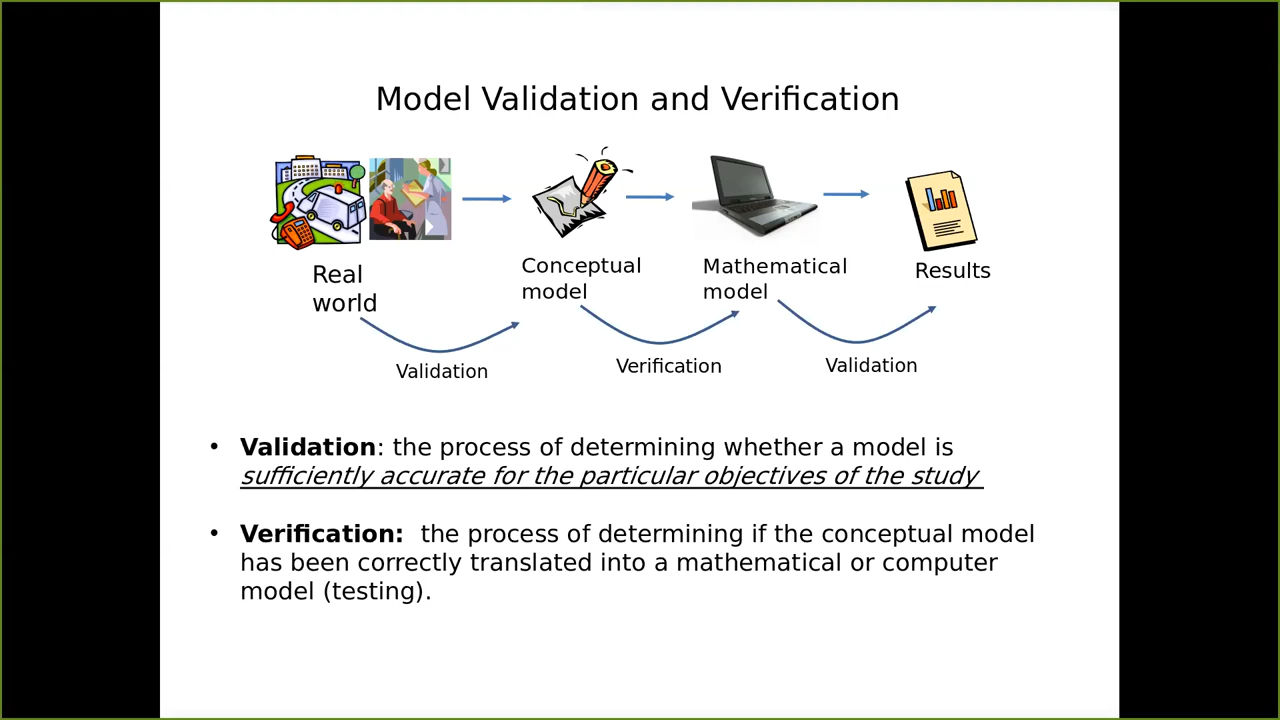 Model Validation and Verification
Real
world
Conceptual
model
Mathematical
model
Results
Validation
Verification
Validation
• Validation: the process of determining whether a model is
sufficiently accurate for the particular objectives of the study
• Verification: the process of determining if the conceptual model
has been correctly translated into a mathematical or computer
model (testing).